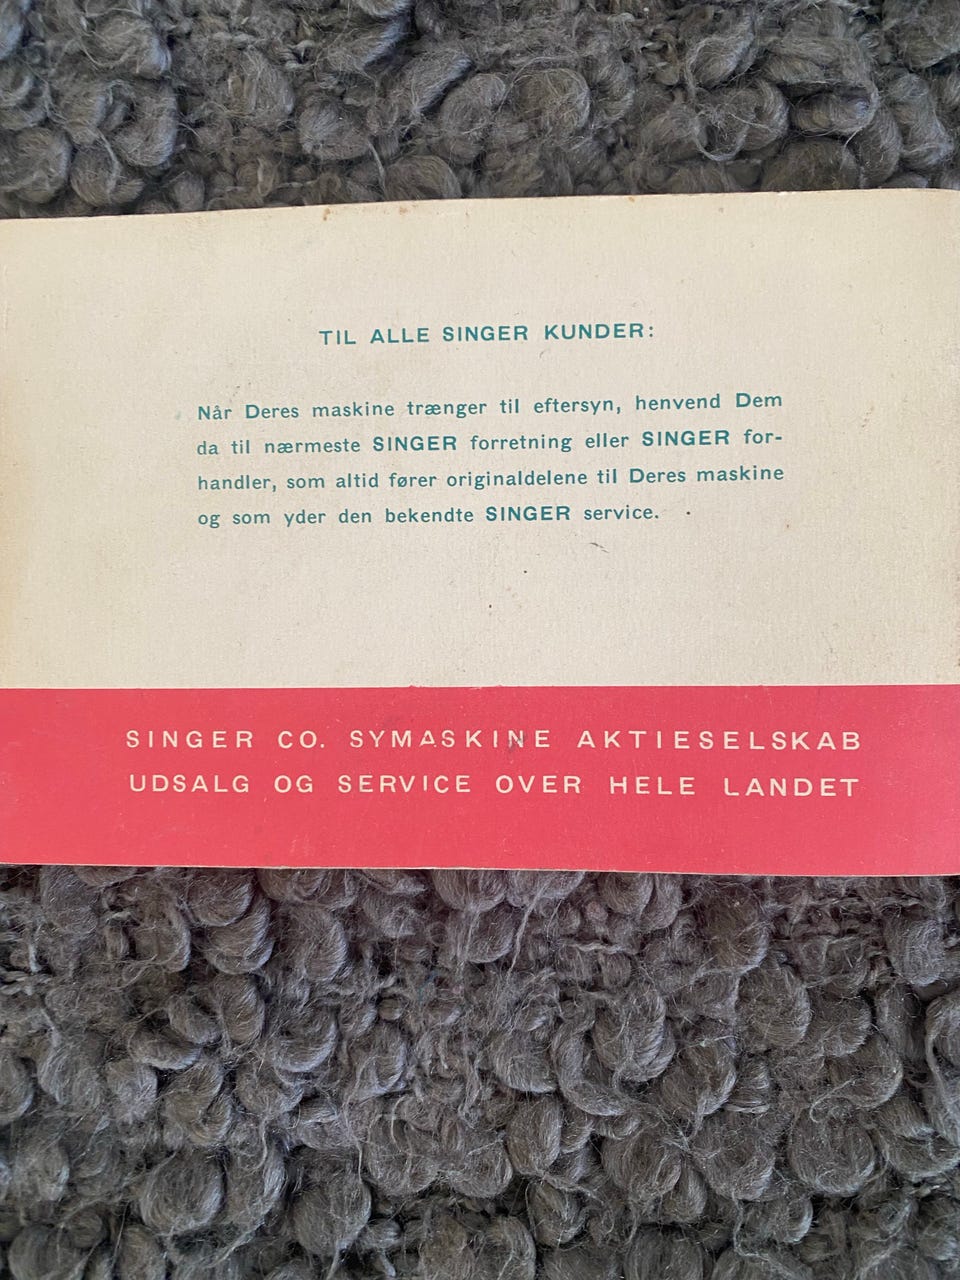 TIL ALLE SINGER KUNDER:
Når Deres maskine trænger til eftersyn, henvend Dem
da til nærmeste SINGER forretning eller SINGER for-
handler, som altid fører originaldelene til Deres maskine
og som yder den bekendte SINGER service.
SINGER CO. SYMASKINE AKTIESELSKAB
UDSALG OG SERVICE OVER HELE LANDET